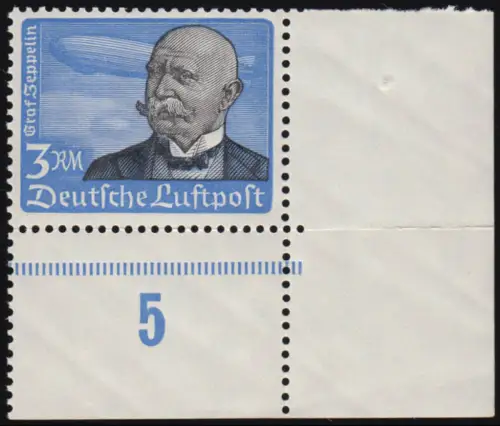 Graf Zeppelin
3 RM
Deutſche Luftpoſt
5